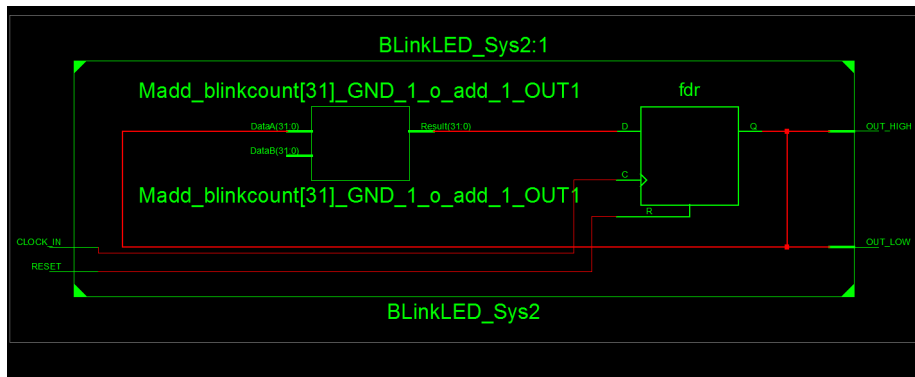 BLinkLED_Sys2:1
Madd_blinkcount[31]_GND_1_o_add_1_OUT1
fdr
DataA(31:0)
Result(31:0)
D
Q
OUT_HIGH
DataB(31:0)
C
Madd_blinkcount[31]_GND_1_o_add_1_OUT1
R
CLOCK_IN
OUT_LOW
RESET
BLinkLED_Sys2